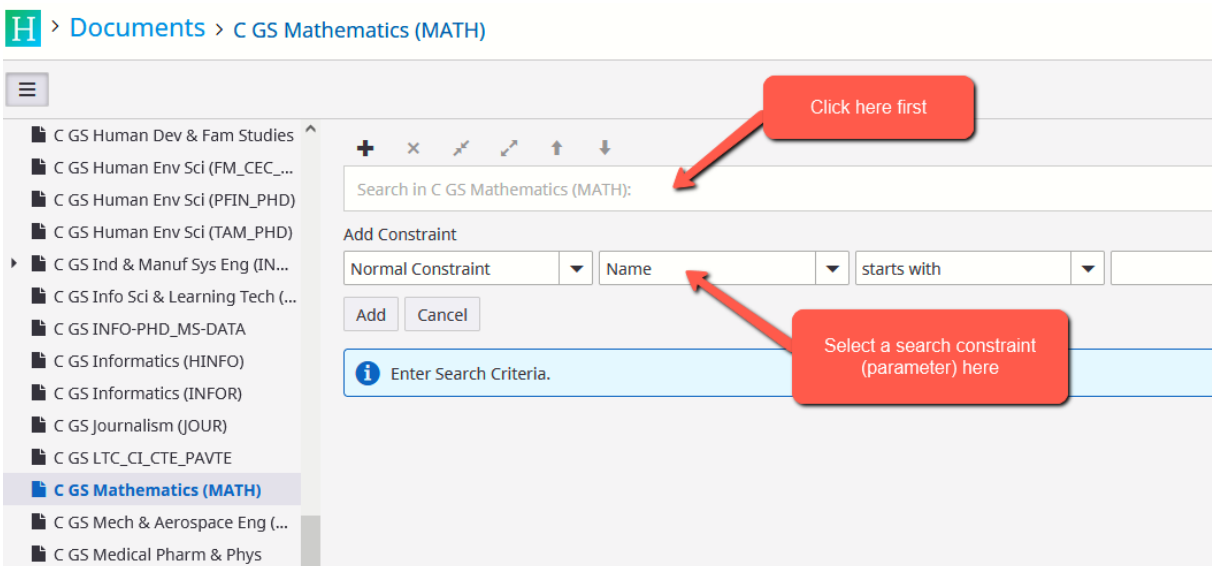 H > Documents > C GS Mathematics (MATH)
Click here first
C GS Human Dev & Fam Studies
C GS Human Env Sci (FM_CEC_...
C GS Human Env Sci (PFIN_PHD)
C GS Human Env Sci (TAM_PHD)
C GS Ind & Manuf Sys Eng (IN...
C GS Info Sci & Learning Tech (...
C GS INFO-PHD_MS-DATA
C GS Informatics (HINFO)
C GS Informatics (INFOR)
C GS Journalism (JOUR)
C GS LTC_CI_CTE_PAVTE
C GS Mathematics (MATH)
C GS Mech & Aerospace Eng (...
C GS Medical Pharm & Phys
Search in C GS Mathematics (MATH):
Add Constraint
Normal Constraint Name starts with
Add Cancel
Select a search constraint
(parameter) here
Enter Search Criteria.